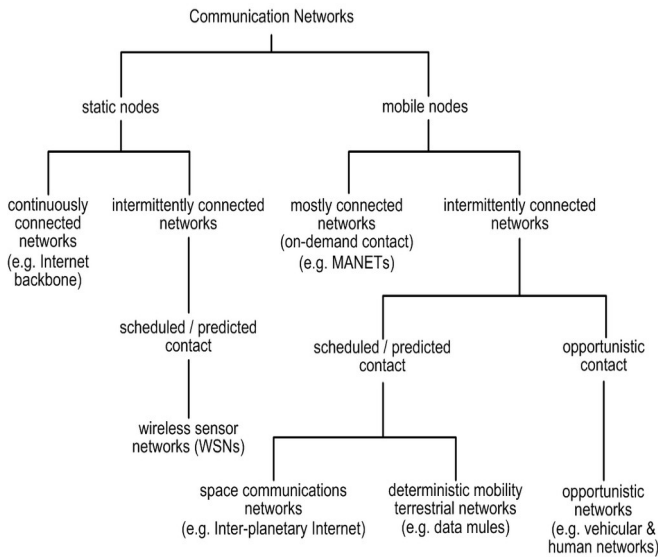 Communication Networks
static nodes
mobile nodes
continuously
connected
networks
(e.g. Internet
backbone)
intermittently connected
networks
mostly connected
networks
(on-demand contact)
(e.g. MANETs)
intermittently connected
networks
scheduled / predicted
contact
scheduled / predicted
contact
opportunistic
contact
wireless sensor
networks (WSNs)
space communications
networks
(e.g. Inter-planetary Internet)
deterministic mobility
terrestrial networks
(e.g. data mules)
opportunistic
networks
(e.g. vehicular &
human networks)